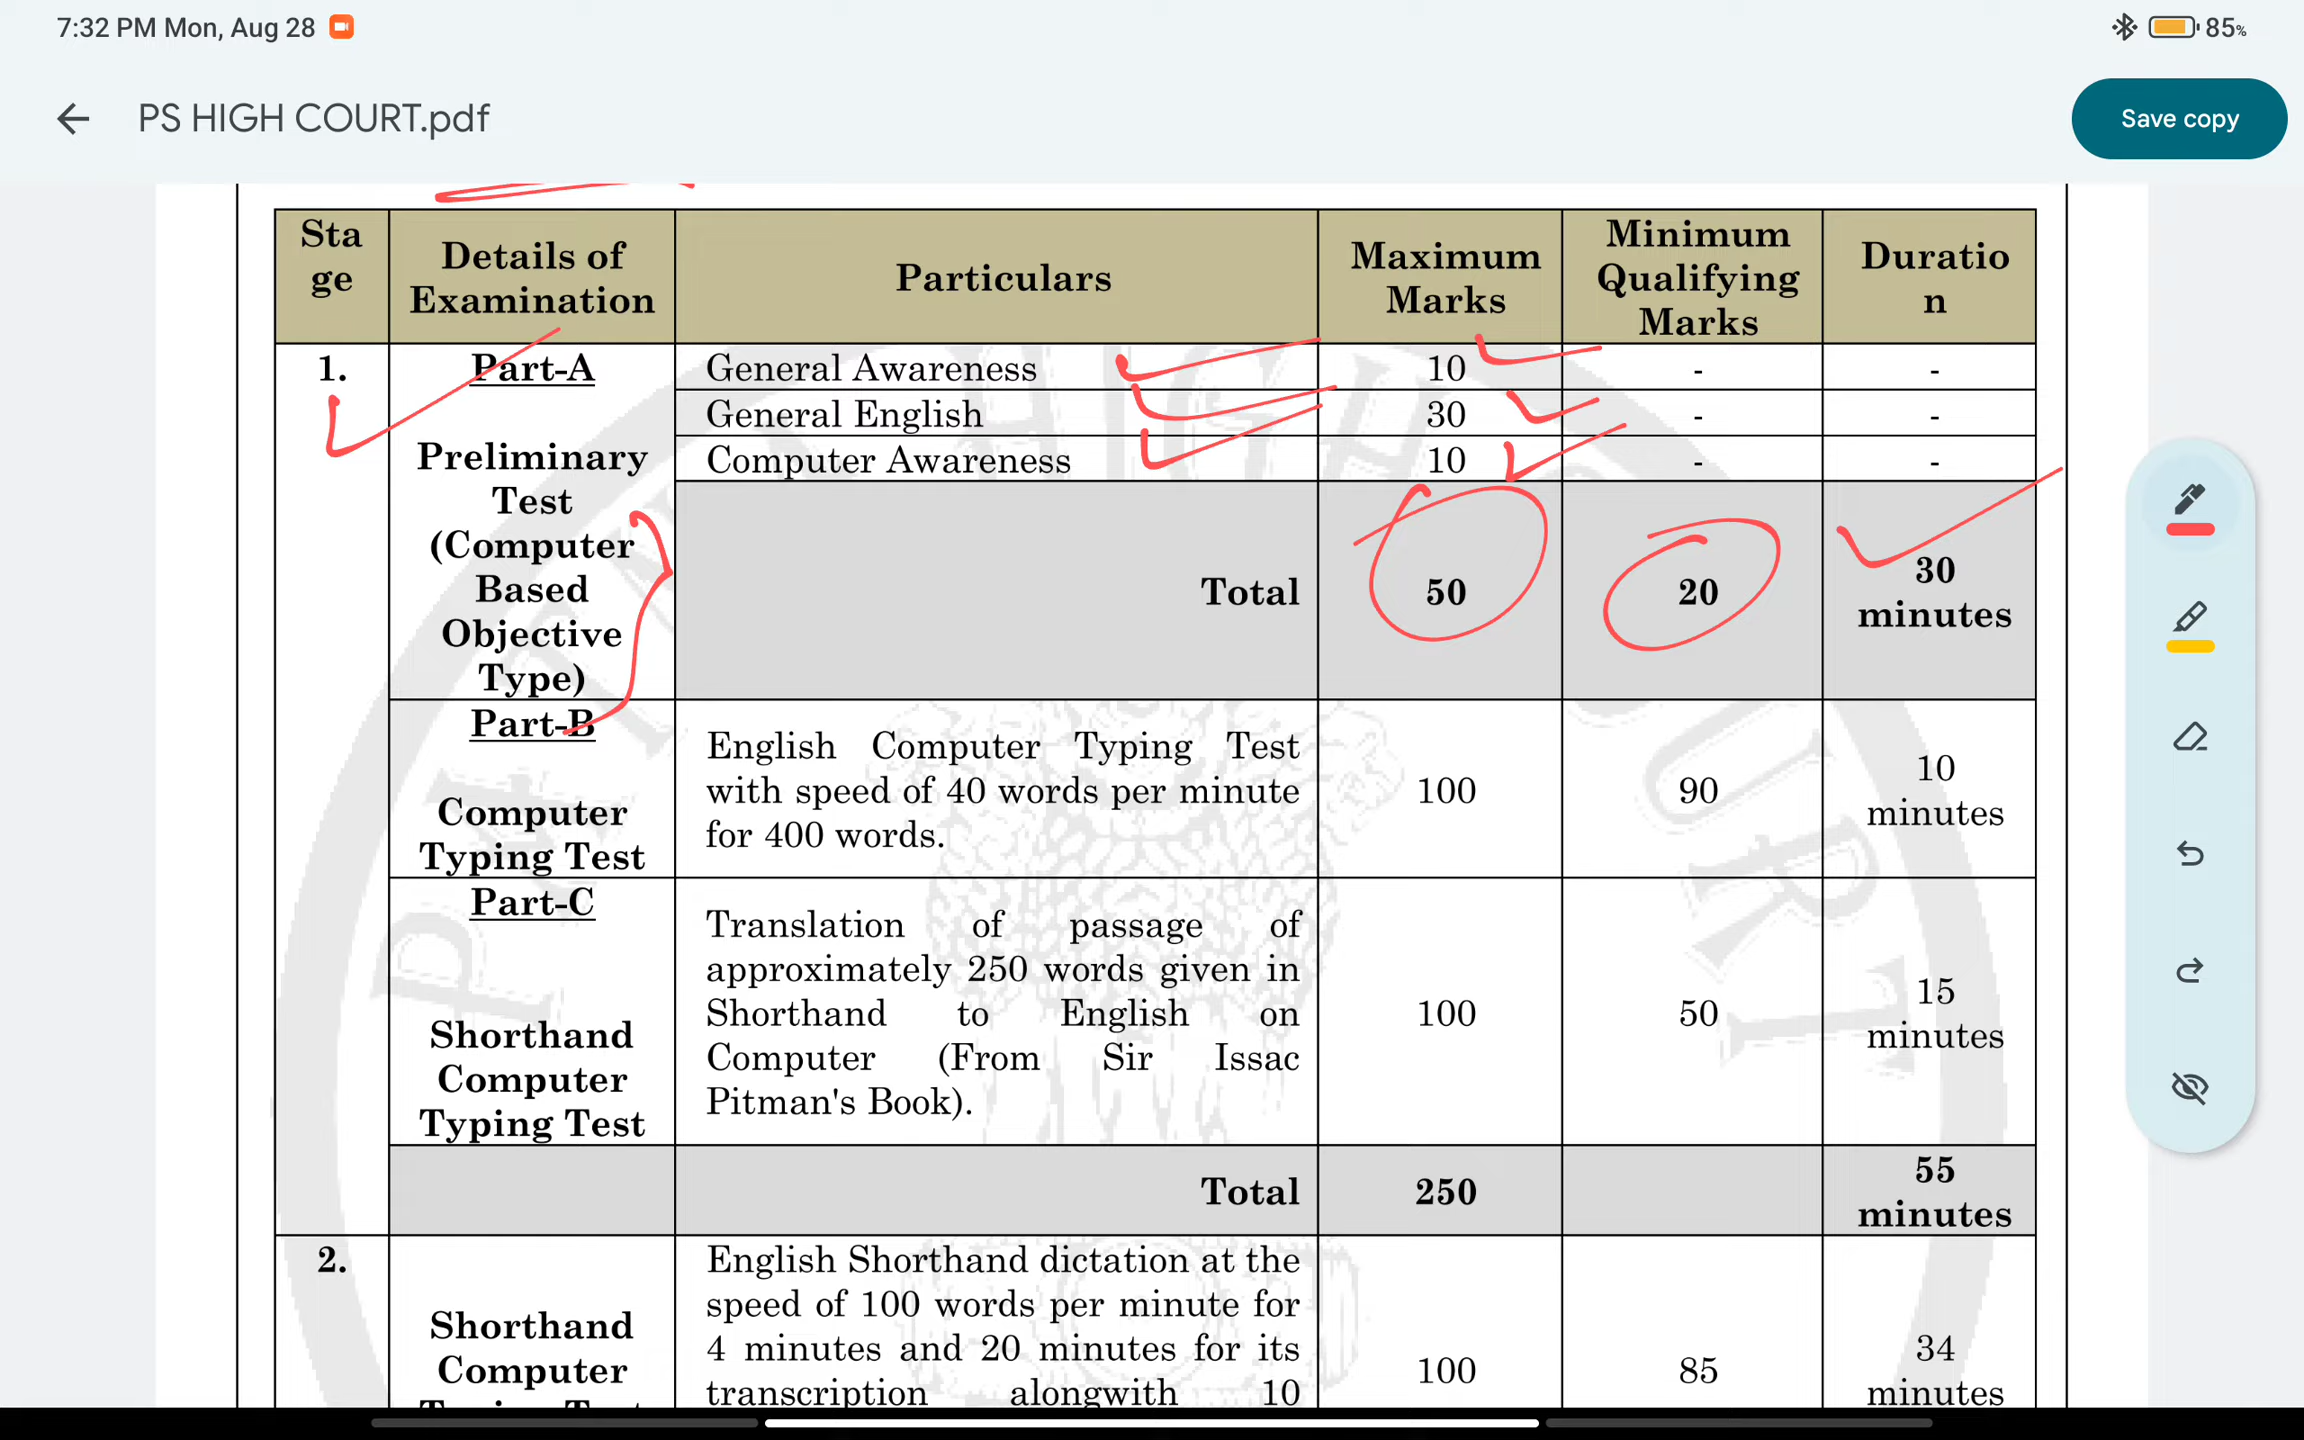 7:32 PM Mon, Aug 28
85%
PS HIGH COURT.pdf
Save copy
Sta
ge
Details of
Examination
Particulars
Maximum
Marks
Minimum
Qualifying
Marks
Duratio
n
1.
Part-A
Preliminary
Test
(Computer
Based
Objective
Type)
General Awareness
10
-
-
General English
30
-
-
Computer Awareness
10
-
-
Total
50
20
30
minutes
Part-B
Computer
Typing Test
English Computer Typing Test
with speed of 40 words per minute
for 400 words.
100
90
10
minutes
Part-C
Shorthand
Computer
Typing Test
Translation of passage of
approximately 250 words given in
Shorthand to English on
Computer (From Sir Issac
Pitman's Book).
100
50
15
minutes
Total
250
55
minutes
2.
Shorthand
Computer
English Shorthand dictation at the
speed of 100 words per minute for
4 minutes and 20 minutes for its
transcription alongwith 10
100
85
34
minutes